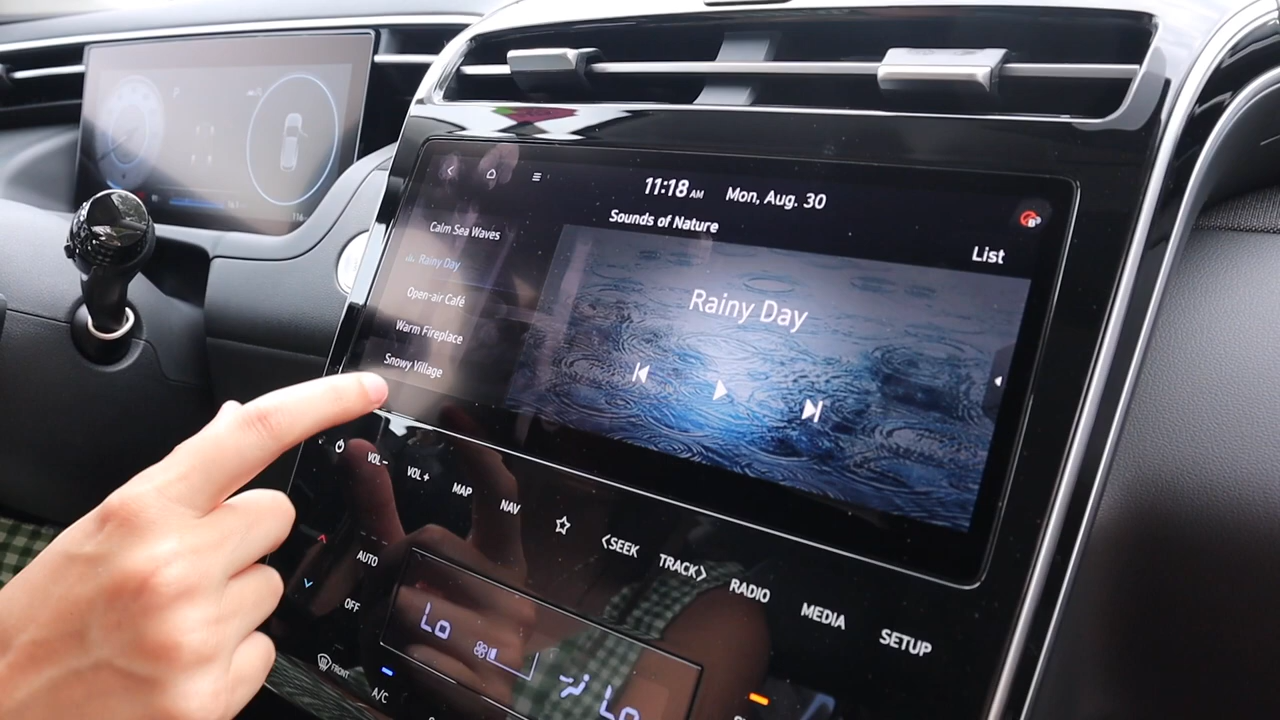 11:18 AM Mon, Aug. 30
Sounds of Nature
List
Calm Sea Waves
Rainy Day
Open-air Café
Warm Fireplace
Snowy Village
Rainy Day
VOL- VOL+ MAP NAV <SEEK TRACK> RADIO MEDIA SETUP
AUTO
OFF
Lo Lo
FRONT
A/C